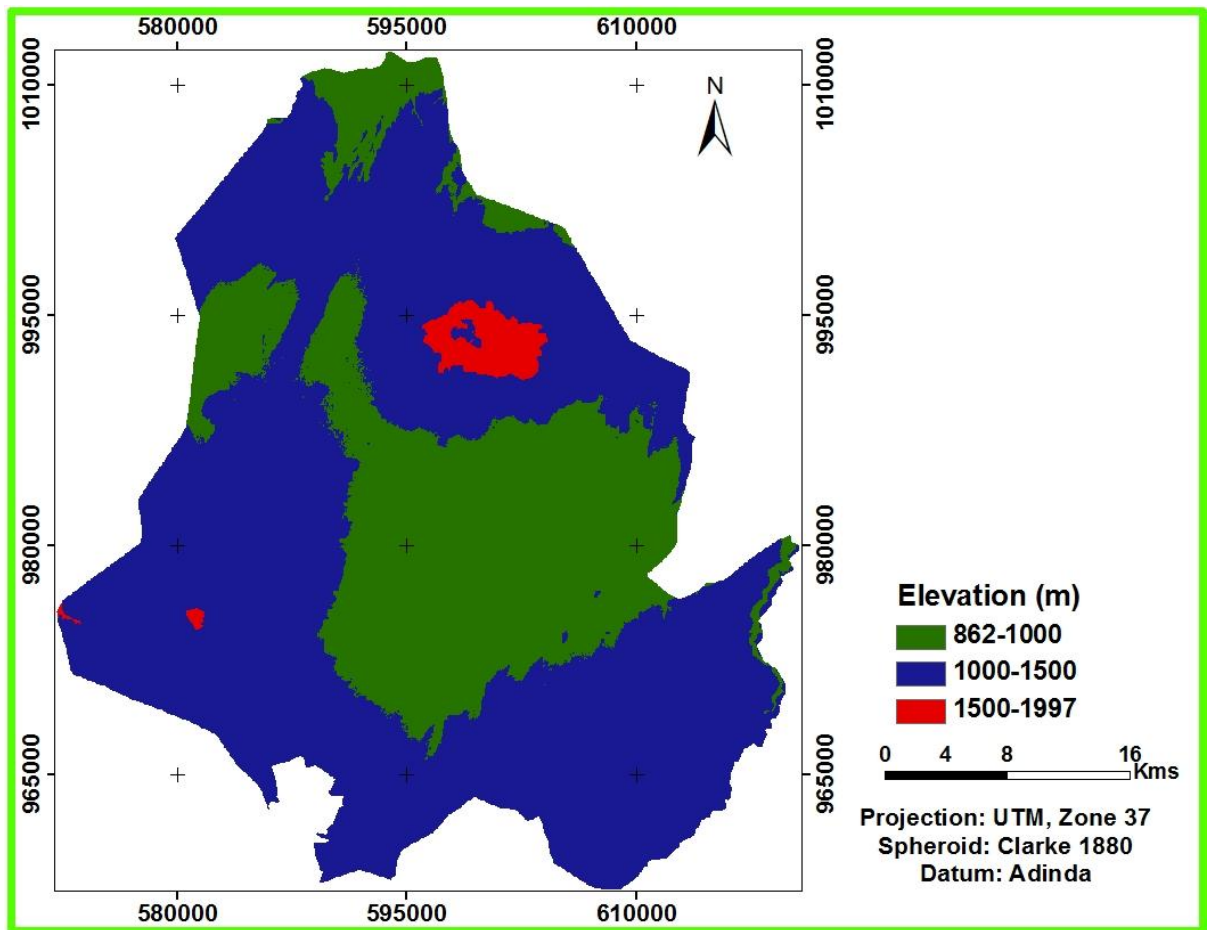 580000 595000 610000
1010000 1010000
N
995000 995000
980000 980000
Elevation (m)
862-1000
1000-1500
1500-1997
0 4 8 16
Kms
965000 965000
Projection: UTM, Zone 37
Spheroid: Clarke 1880
Datum: Adinda
580000 595000 610000